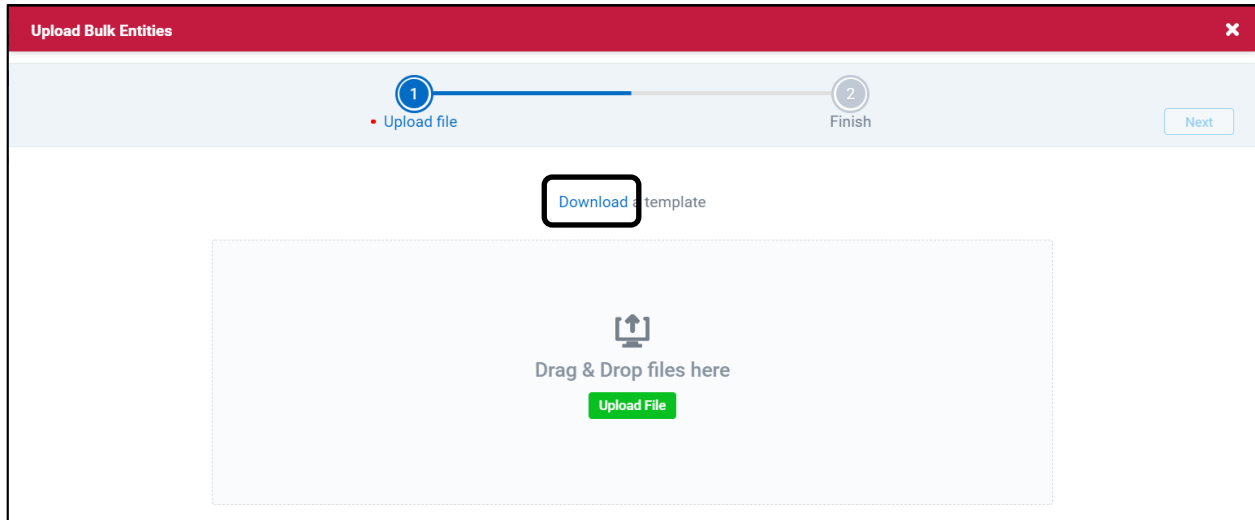 Upload Bulk Entities
1
2
Upload file
Finish
Next
Download a template
Drag & Drop files here
Upload File